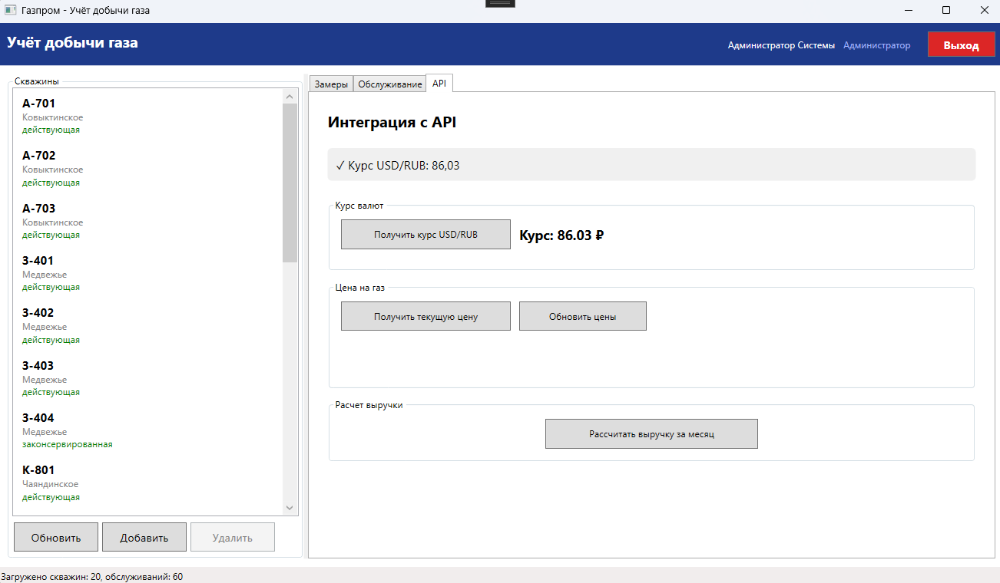 Газпром - Учёт добычи газа
Учёт добычи газа
Администратор Системы Администратор Выход
Скважины
А-701
Ковыктинское
действующая
А-702
Ковыктинское
действующая
А-703
Ковыктинское
действующая
З-401
Медвежье
действующая
З-402
Медвежье
действующая
З-403
Медвежье
действующая
З-404
Медвежье
законсервированная
К-801
Чаяндинское
действующая
Обновить Добавить Удалить
Замеры Обслуживание API
Интеграция с API
✓ Курс USD/RUB: 86,03
Курс валют
Получить курс USD/RUB Курс: 86.03 ₽
Цена на газ
Получить текущую цену Обновить цены
Расчет выручки
Рассчитать выручку за месяц
Загружено скважин: 20, обслуживаний: 60